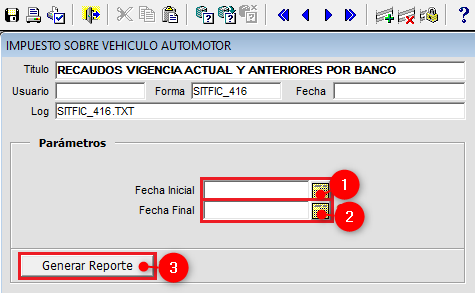 IMPUESTO SOBRE VEHICULO AUTOMOTOR
Titulo RECAUDOS VIGENCIA ACTUAL Y ANTERIORES POR BANCO
Usuario Forma SITFIC_416 Fecha
Log SITFIC_416.TXT
Parámetros
Fecha Inicial 1
Fecha Final 2
Generar Reporte 3